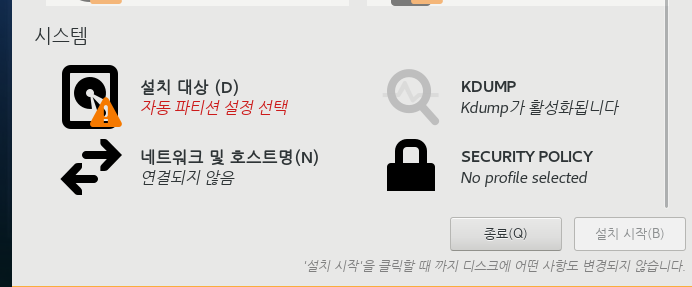 시스템
설치 대상 (D)
자동 파티션 설정 선택
KDUMP
Kdump가 활성화됩니다
네트워크 및 호스트명(N)
연결되지 않음
SECURITY POLICY
No profile selected
종료(Q)
설치 시작(B)
'설치 시작'을 클릭할 때 까지 디스크에 어떤 사항도 변경되지 않습니다.